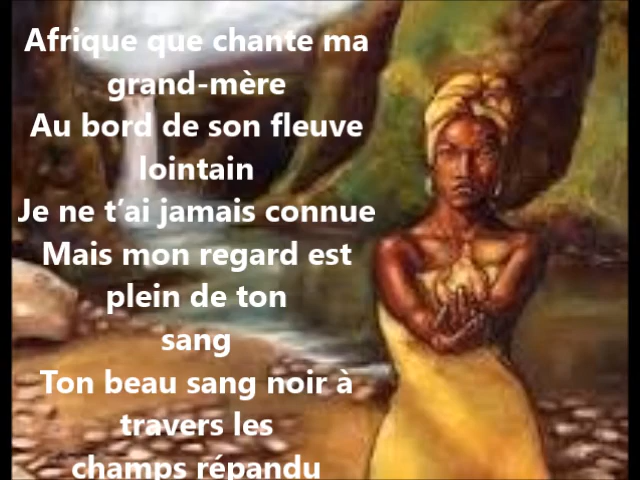 Afrique que chante ma
grand-mère
Au bord de son fleuve
lointain
Je ne t’ai jamais connue
Mais mon regard est
plein de ton
sang
Ton beau sang noir à
travers les
champs répandu